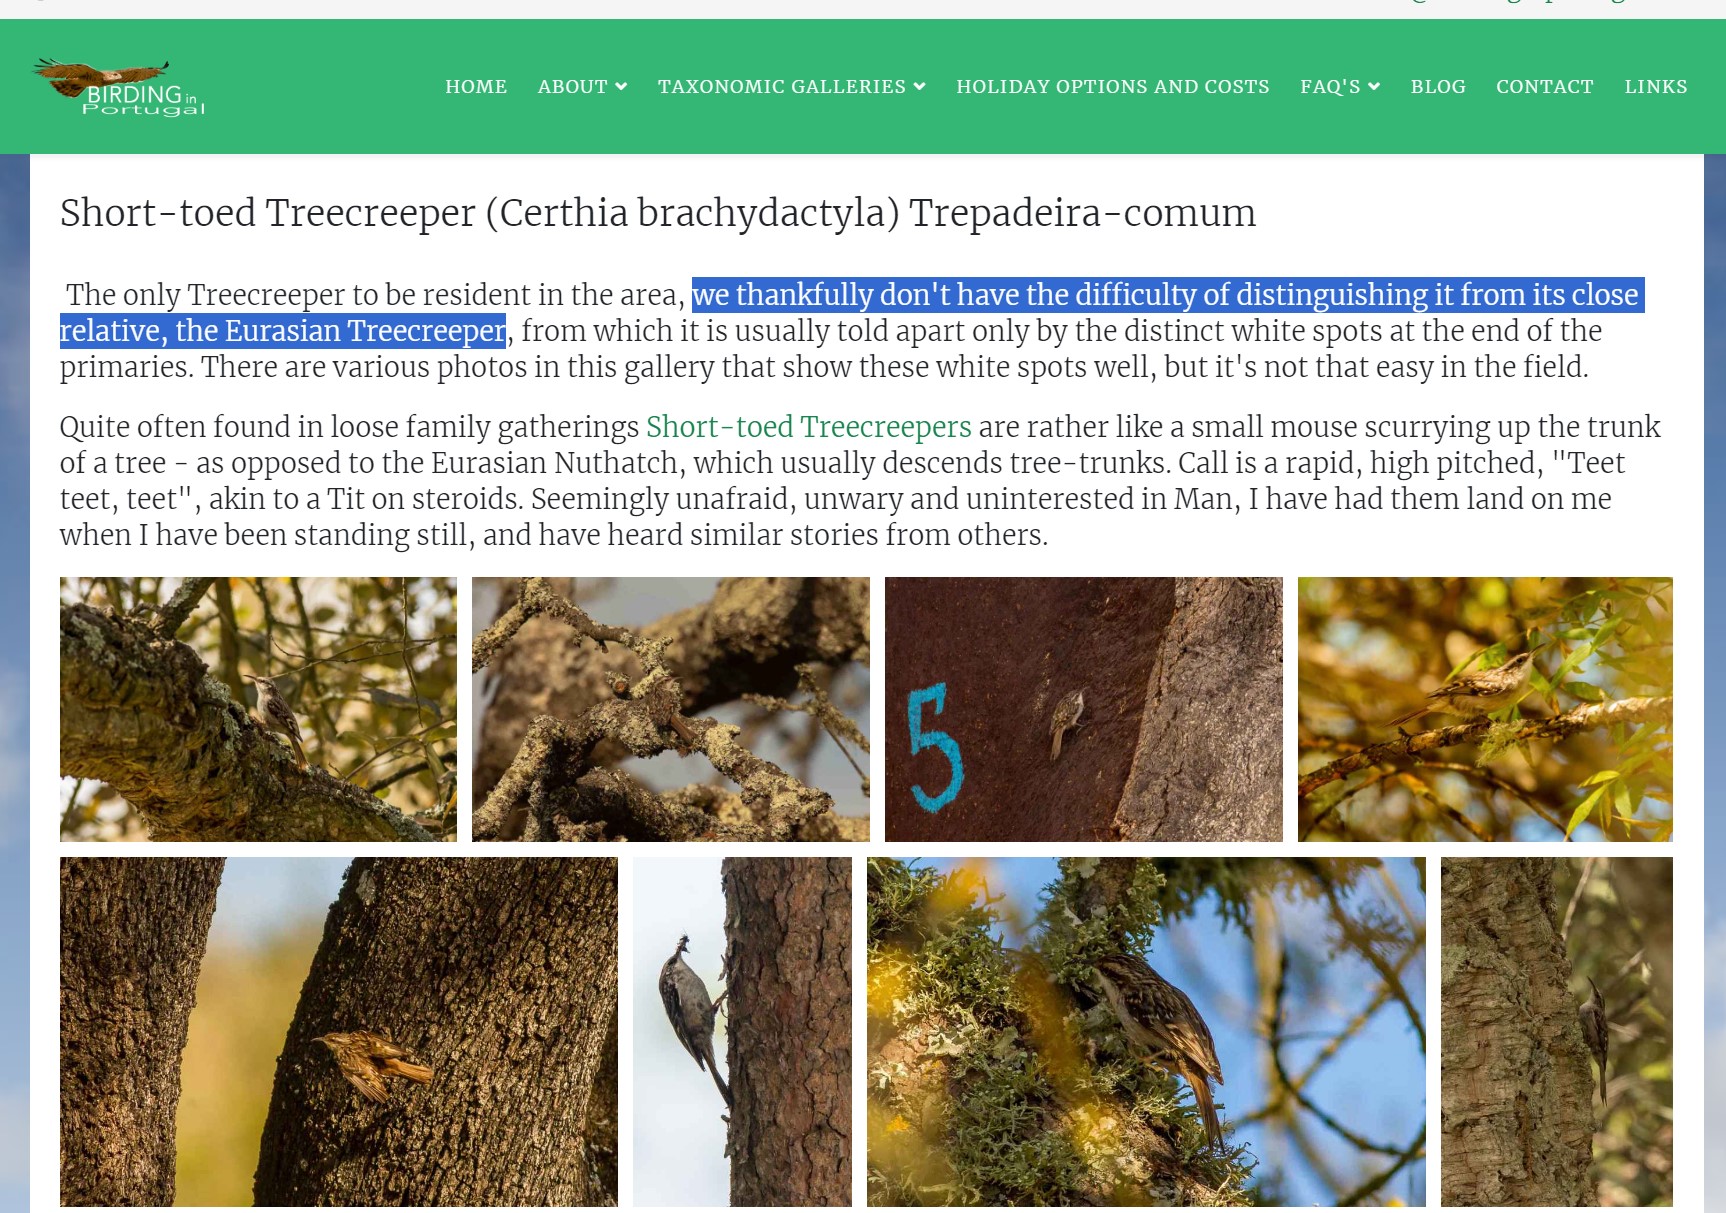 BIRDING in
Portugal
HOME ABOUT TAXONOMIC GALLERIES HOLIDAY OPTIONS AND COSTS FAQ'S BLOG CONTACT LINKS
Short-toed Treecreeper (Certhia brachydactyla) Trepadeira-comum
The only Treecreeper to be resident in the area, we thankfully don't have the difficulty of distinguishing it from its close
relative, the Eurasian Treecreeper, from which it is usually told apart only by the distinct white spots at the end of the
primaries. There are various photos in this gallery that show these white spots well, but it's not that easy in the field.
Quite often found in loose family gatherings Short-toed Treecreepers are rather like a small mouse scurrying up the trunk
of a tree - as opposed to the Eurasian Nuthatch, which usually descends tree-trunks. Call is a rapid, high pitched, "Teet
teet, teet", akin to a Tit on steroids. Seemingly unafraid, unwary and uninterested in Man, I have had them land on me
when I have been standing still, and have heard similar stories from others.
5